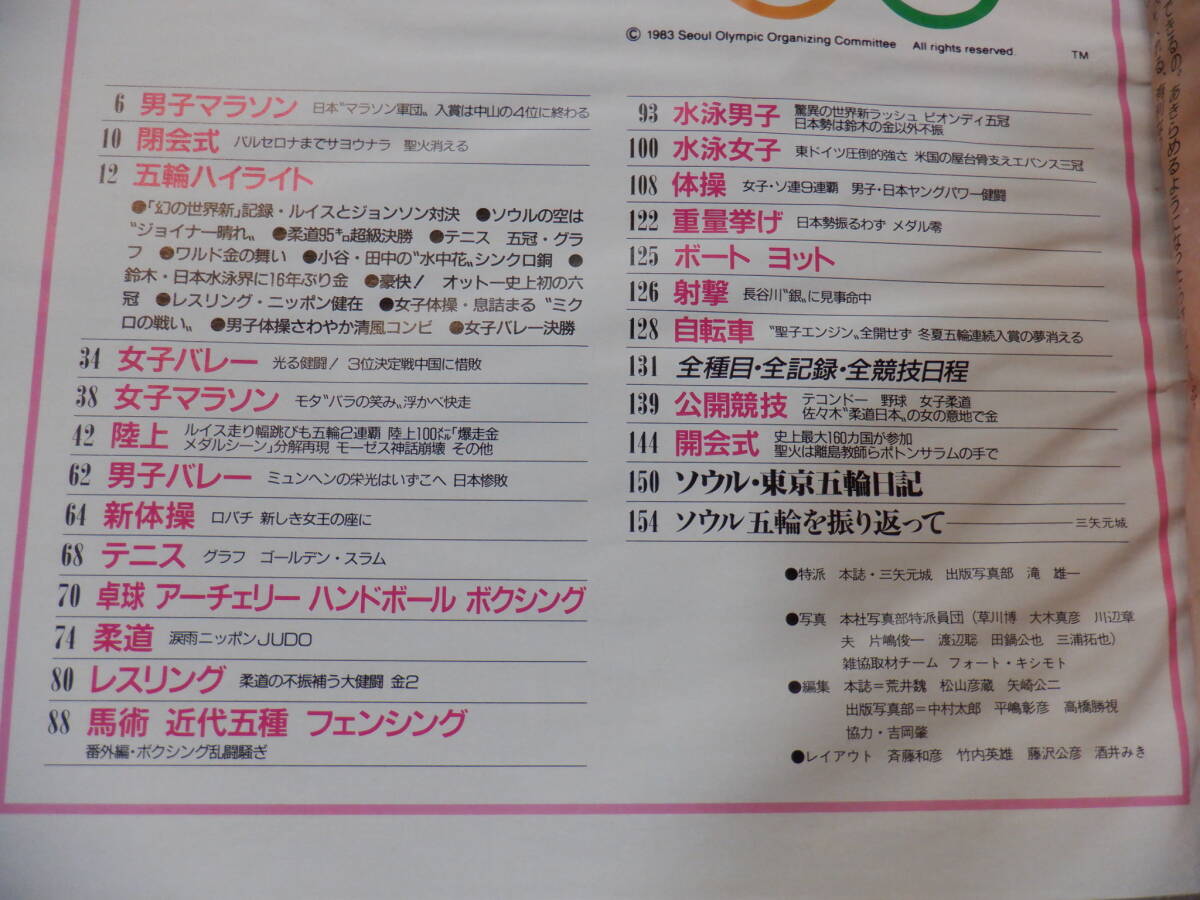 © 1983 Seoul Olympic Organizing Committee All rights reserved.
TM
6 男子マラソン 日本〝マラソン軍団〟入賞は中山の4位に終わる
10 閉会式 バルセロナまでサヨウナラ 聖火消える
12 五輪ハイライト
●「幻の世界新」記録・ルイスとジョンソン対決 ●ソウルの空は
〝ジョイナー晴れ〟 ●柔道95㌔超級決勝 ●テニス 五冠・グラ
フ ●ワルド金の舞い ●小谷・田中の〝水中花〟シンクロ銅 ●
鈴木・日本水泳界に16年ぶり金 ●豪快！ オットー史上初の六
冠 ●レスリング・ニッポン健在 ●女子体操・息詰まる〝ミク
ロの戦い〟 ●男子体操さわやか清風コンビ ●女子バレー決勝
34 女子バレー 光る健闘！ 3位決定戦中国に惜敗
38 女子マラソン モタ〝バラの笑み〟浮かべ快走
42 陸上 ルイス走り幅跳びも五輪2連覇 陸上100㍍「爆走金
メダルシーン」分解再現 モーゼス神話崩壊 その他
62 男子バレー ミュンヘンの栄光はいずこへ 日本惨敗
64 新体操 ロバチ 新しき女王の座に
68 テニス グラフ ゴールデン・スラム
70 卓球 アーチェリー ハンドボール ボクシング
74 柔道 涙雨ニッポンJUDO
80 レスリング 柔道の不振補う大健闘 金2
88 馬術 近代五種 フェンシング
番外編・ボクシング乱闘騒ぎ
93 水泳男子 驚異の世界新ラッシュ ビオンディ五冠
日本勢は鈴木の金以外不振
100 水泳女子 東ドイツ圧倒的強さ 米国の屋台骨支えエバンス三冠
108 体操 女子・ソ連9連覇 男子・日本ヤングパワー健闘
122 重量挙げ 日本勢振るわず メダル零
125 ボート ヨット
126 射撃 長谷川〝銀〟に見事命中
128 自転車 〝聖子エンジン〟全開せず 冬夏五輪連続入賞の夢消える
131 全種目・全記録・全競技日程
139 公開競技 テコンドー 野球 女子柔道
佐々木〝柔道日本〟の女の意地で金
144 開会式 史上最大160カ国が参加
聖火は離島教師らポトンサラムの手で
150 ソウル・東京五輪日記
154 ソウル五輪を振り返って 三矢元城
●特派 本誌・三矢元城 出版写真部 滝 雄一
●写真 本社写真部特派員団（草川博 大木真彦 川辺章
夫 片嶋俊一 渡辺聡 田鍋公也 三浦拓也）
雑協取材チーム フォート・キシモト
●編集 本誌＝荒井魏 松山彦蔵 矢崎公二
出版写真部＝中村太郎 平嶋彰彦 高橋勝視
協力・吉岡肇
●レイアウト 斉藤和彦 竹内英雄 藤沢公彦 酒井みき